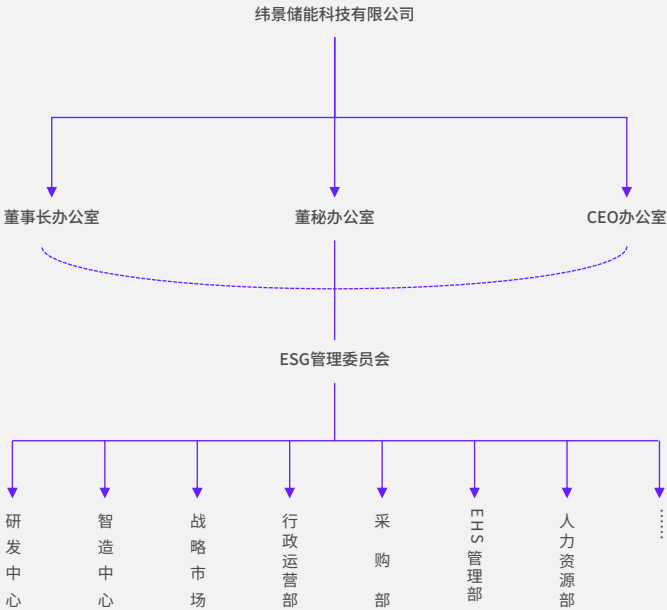 纬景储能科技有限公司
董事长办公室
董秘办公室
CEO办公室
ESG管理委员会
研发中心
智造中心
战略市场
行政运营部
采购部
EHS管理部
人力资源部
……